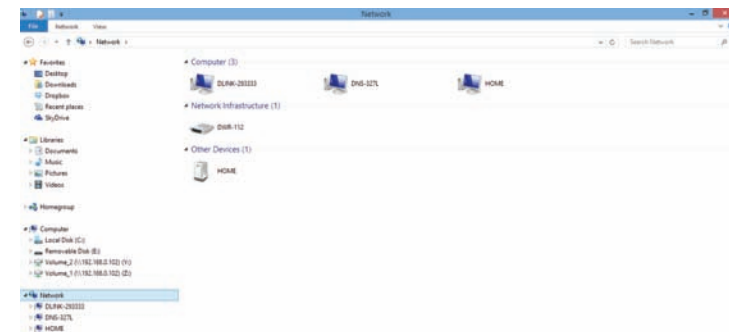 Network
File Network View
Network
Search Network
Favorites
Desktop
Downloads
Dropbox
Recent places
SkyDrive
Libraries
Documents
Music
Pictures
Videos
Homegroup
Computer
Local Disk (C:)
Removable Disk (E:)
Volume_2 (\\192.168.0.102) (Y:)
Volume_1 (\\192.168.0.102) (Z:)
Network
DLINK-293333
DNS-327L
HOME
Computer (3)
DLINK-293333 DNS-327L HOME
Network Infrastructure (1)
DWR-112
Other Devices (1)
HOME